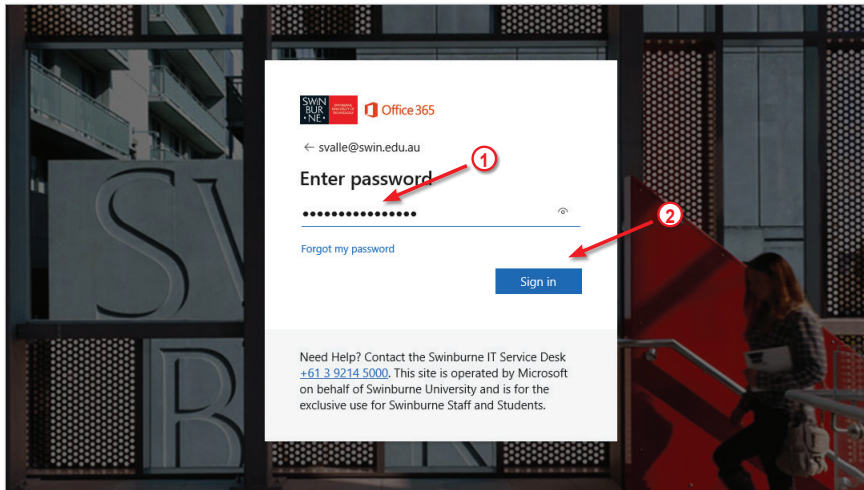 SWIN
BUR
• NE •
Office 365
← svalle@swin.edu.au
1
Enter password
••••••••••••••••
2
Forgot my password
Sign in
Need Help? Contact the Swinburne IT Service Desk
+61 3 9214 5000. This site is operated by Microsoft
on behalf of Swinburne University and is for the
exclusive use for Swinburne Staff and Students.